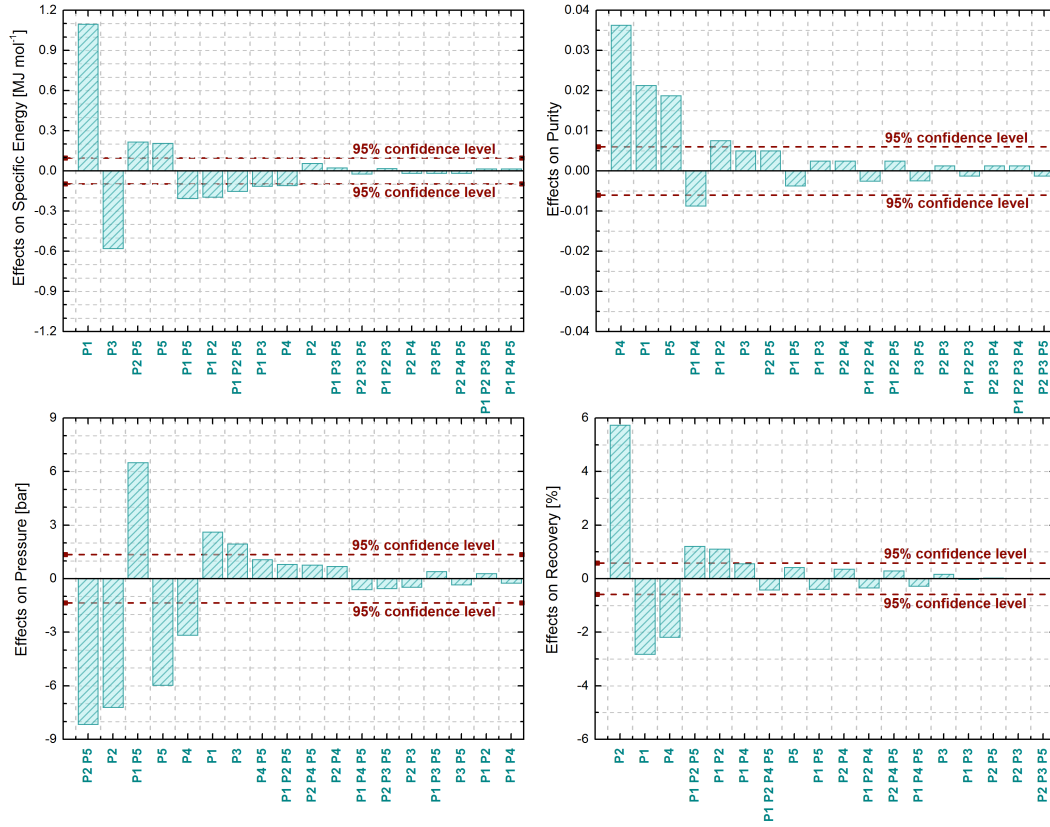 Effects on Specific Energy [MJ mol-1]
1.2
0.9
0.6
0.3
0.0
-0.3
-0.6
-0.9
-1.2
95% confidence level
95% confidence level
P1
P3
P2 P5
P5
P1 P5
P1 P2
P1 P2 P5
P1 P3
P4
P2
P1 P3 P5
P2 P3 P5
P1 P2 P3
P2 P4
P3 P5
P2 P4 P5
P1 P2 P3 P5
P1 P4 P5
Effects on Purity
0.04
0.03
0.02
0.01
0.00
-0.01
-0.02
-0.03
-0.04
95% confidence level
95% confidence level
P4
P1
P5
P1 P4
P1 P2
P3
P2 P5
P1 P5
P1 P3
P2 P4
P1 P2 P4
P1 P2 P5
P3 P5
P2 P3
P1 P2 P3
P2 P3 P4
P1 P2 P3 P4
P2 P3 P5
Effects on Pressure [bar]
9
6
3
0
-3
-6
-9
95% confidence level
95% confidence level
P2 P5
P2
P1 P5
P5
P4
P1
P3
P4 P5
P1 P2 P5
P2 P4 P5
P2 P4
P1 P4 P5
P2 P3 P5
P2 P3
P1 P3 P5
P3 P5
P1 P2
P1 P4
Effects on Recovery [%]
6
4
2
0
-2
-4
-6
95% confidence level
95% confidence level
P2
P1
P4
P1 P2 P5
P1 P2
P1 P4
P1 P2 P4 P5
P5
P1 P5
P2 P4
P1 P2 P4
P2 P4 P5
P1 P4 P5
P3
P1 P2 P3
P1 P3
P2 P3
P2 P3 P5